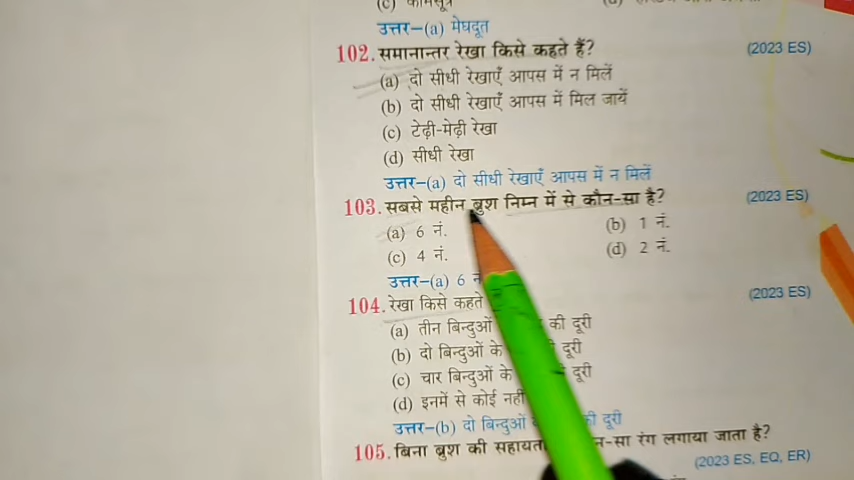 उत्तर–(a) मेघदूत
102. समानान्तर रेखा किसे कहते हैं? (2023 ES)
(a) दो सीधी रेखाएँ आपस में न मिलें
(b) दो सीधी रेखाएँ आपस में मिल जायें
(c) टेढ़ी-मेढ़ी रेखा
(d) सीधी रेखा
उत्तर–(a) दो सीधी रेखाएँ आपस में न मिलें
103. सबसे महीन ब्रुश निम्न में से कौन-सा है? (2023 ES)
(a) 6 नं. (b) 1 नं.
(c) 4 नं. (d) 2 नं.
उत्तर–(a) 6
104. रेखा किसे कहते (2023 ES)
(a) तीन बिन्दुओं की दूरी
(b) दो बिन्दुओं के दूरी
(c) चार बिन्दुओं के दूरी
(d) इनमें से कोई नहीं
उत्तर–(b) दो बिन्दुओं की दूरी
105. बिना ब्रुश की सहायता रंग लगाया जाता है?
(2023 ES, EQ, ER)